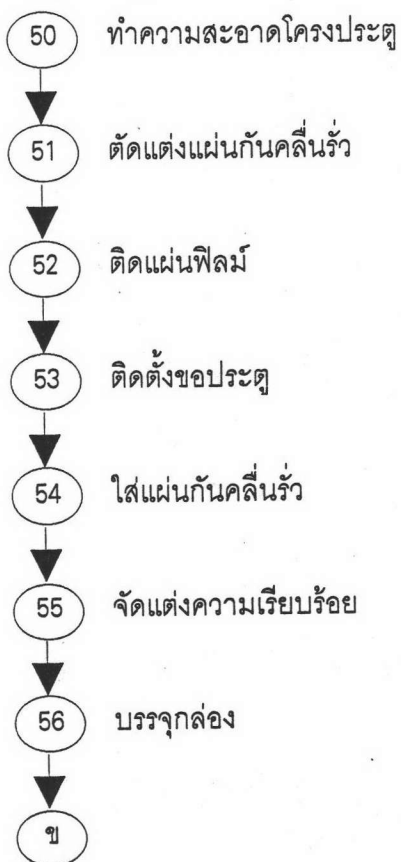 50 ทำความสะอาดโครงประตู
51 ตัดแต่งแผ่นกันคลื่นรั่ว
52 ติดแผ่นฟิลม์
53 ติดตั้งขอประตู
54 ใส่แผ่นกันคลื่นรั่ว
55 จัดแต่งความเรียบร้อย
56 บรรจุกล่อง
ข